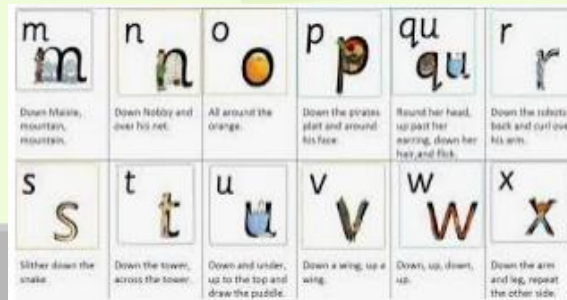 m n o p qu r
m n o p qu r
Down Maisie,
mountain,
mountain.
Down Nobby and
over his net.
All around the
orange.
Down the pirates
plait and around
his face.
Round her head,
up past her
earring, down her
hair, and flick.
Down the robots
back and curl over
his arm.
s t u v w x
s t u v w x
Slither down the
snake.
Down the tower,
across the tower.
Down and under,
up to the top and
draw the puddle.
Down a wing, up a
wing.
Down, up, down,
up.
Down the arm
and leg, repeat
the other side.